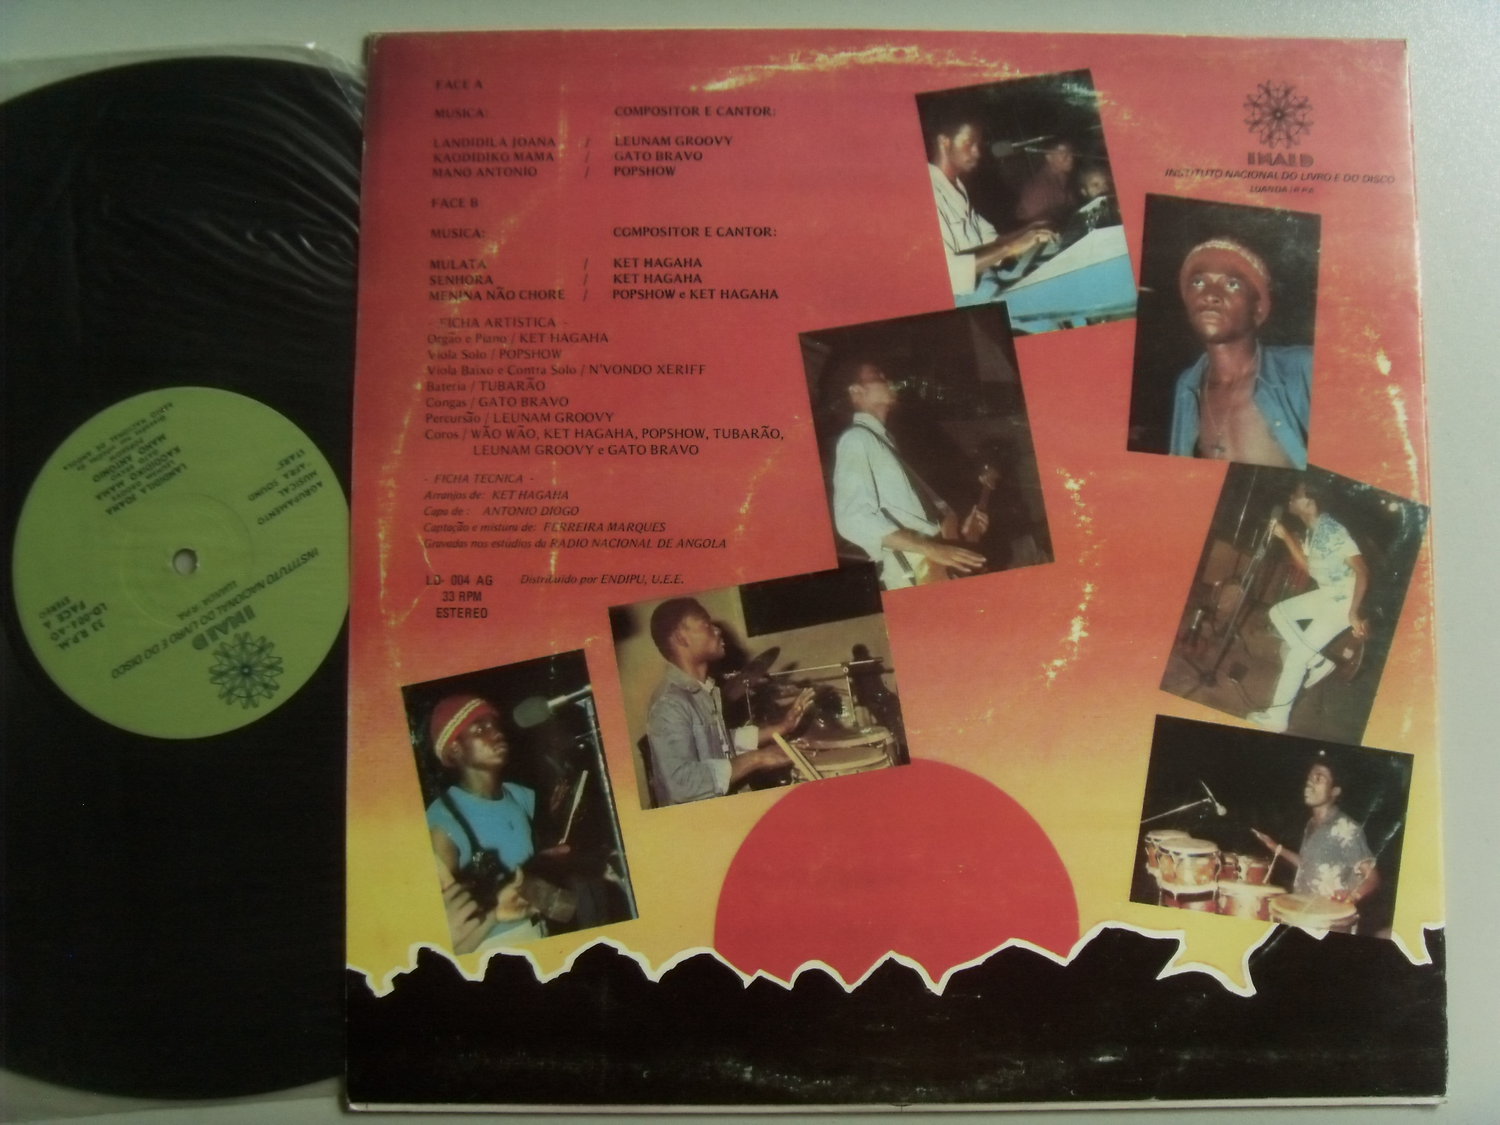 FACE A
MUSICA: COMPOSITOR E CANTOR:
LANDIDILA JOANA / LEUNAM GROOVY
KAODIDIKO MAMA / GATO BRAVO
MANO ANTONIO / POPSHOW
FACE B
MUSICA: COMPOSITOR E CANTOR:
MULATA / KET HAGAHA
SENHORA / KET HAGAHA
MENINA NÃO CHORE / POPSHOW e KET HAGAHA
- FICHA ARTISTICA -
Orgão e Piano / KET HAGAHA
Viola Solo / POPSHOW
Viola Baixo e Contra Solo / N'VONDO XERIFF
Bateria / TUBARÃO
Congas / GATO BRAVO
Percursão / LEUNAM GROOVY
Coros / WÃO WÃO, KET HAGAHA, POPSHOW, TUBARÃO,
LEUNAM GROOVY e GATO BRAVO
- FICHA TECNICA -
Arranjos de: KET HAGAHA
Capa de: ANTONIO DIOGO
Captação e mistura de: FERREIRA MARQUES
Gravadas nos estúdios da RADIO NACIONAL DE ANGOLA
LD- 004 AG Distribuido por ENDIPU, U.E.E.
33 RPM
ESTEREO
INALD
INSTITUTO NACIONAL DO LIVRO E DO DISCO
LUANDA / R.P.A.
INALD
INSTITUTO NACIONAL DO LIVRO E DO DISCO
LUANDA / R.P.A.
33 R.P.M.
LD-004-AG
FACE A
ESTEREO
AGRUPAMENTO
MUSICAL SOUND
"AFRA
STARS"
LANDIDILA JOANA
KAODIDIKO MAMA
MANO ANTONIO